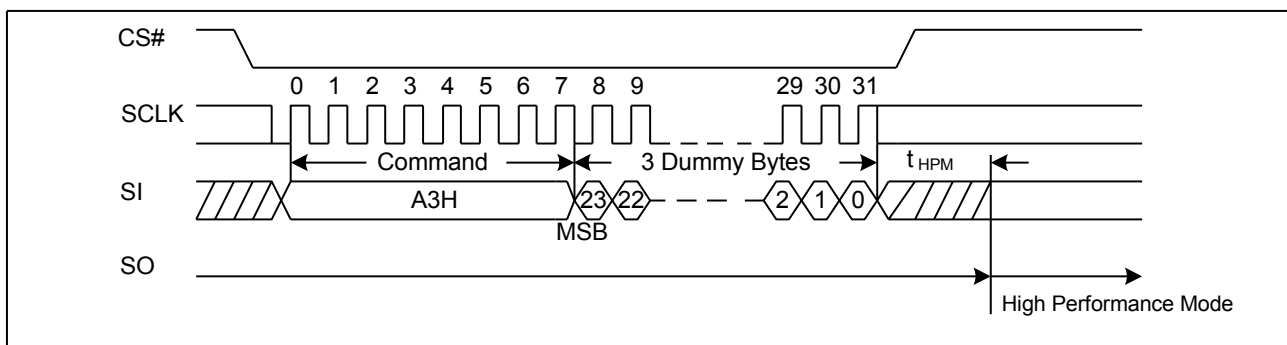 CS#
0 1 2 3 4 5 6 7 8 9 29 30 31
SCLK
Command 3 Dummy Bytes t HPM
SI A3H 23 22 2 1 0
MSB
SO
High Performance Mode